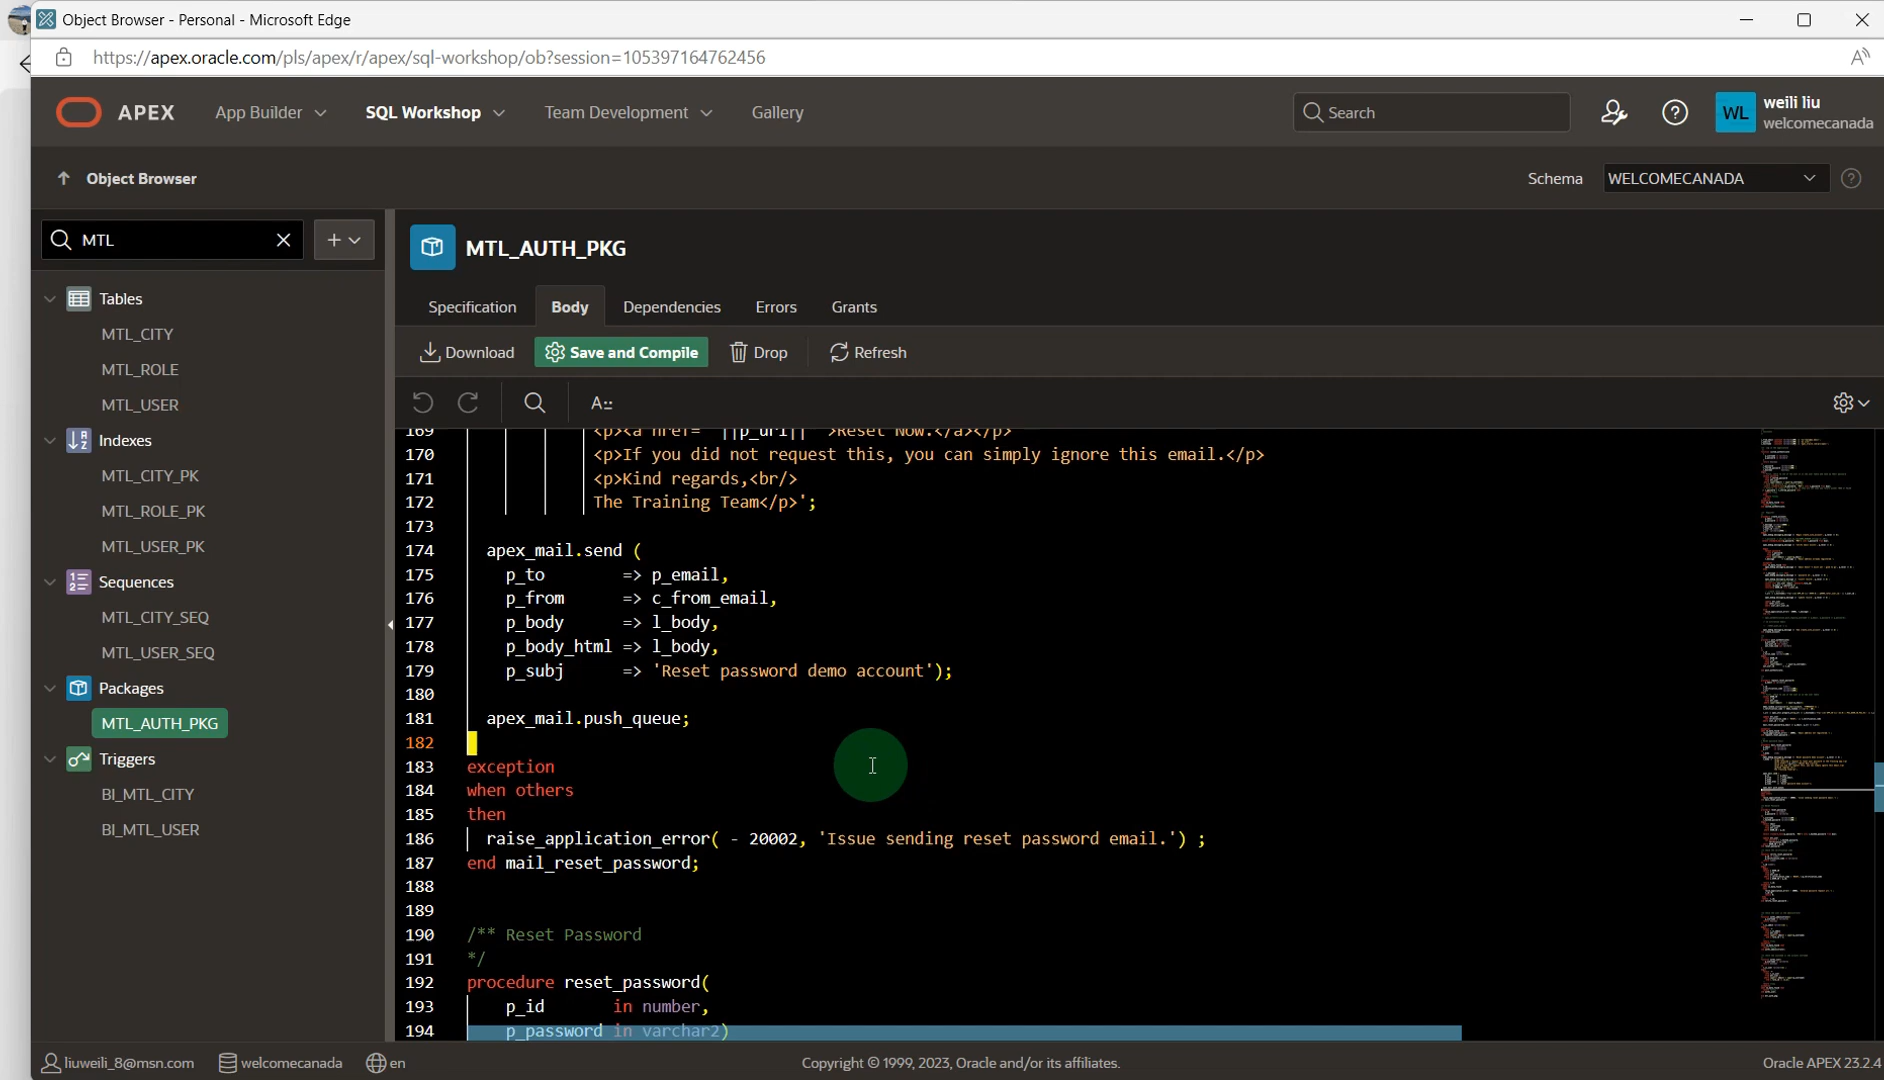 Object Browser - Personal - Microsoft Edge
https://apex.oracle.com/pls/apex/r/apex/sql-workshop/ob?session=105397164762456
APEX App Builder SQL Workshop Team Development Gallery Search WL weili liu
welcomecanada
Object Browser Schema WELCOMECANADA
MTL
Tables
MTL_CITY
MTL_ROLE
MTL_USER
Indexes
MTL_CITY_PK
MTL_ROLE_PK
MTL_USER_PK
Sequences
MTL_CITY_SEQ
MTL_USER_SEQ
Packages
MTL_AUTH_PKG
Triggers
BI_MTL_CITY
BI_MTL_USER
MTL_AUTH_PKG
Specification Body Dependencies Errors Grants
Download Save and Compile Drop Refresh
169 <p><a href="'||p_url||'">Reset Now.</a></p>
170 <p>If you did not request this, you can simply ignore this email.</p>
171 <p>Kind regards,<br/>
172 The Training Team</p>';
173
174 apex_mail.send (
175 p_to => p_email,
176 p_from => c_from_email,
177 p_body => l_body,
178 p_body_html => l_body,
179 p_subj => 'Reset password demo account');
180
181 apex_mail.push_queue;
182
183 exception
184 when others
185 then
186 raise_application_error( - 20002, 'Issue sending reset password email.') ;
187 end mail_reset_password;
188
189
190 /** Reset Password
191 */
192 procedure reset_password(
193 p_id in number,
194 p_password in varchar2)
liuweili_8@msn.com welcomecanada en Copyright © 1999, 2023, Oracle and/or its affiliates. Oracle APEX 23.2.4